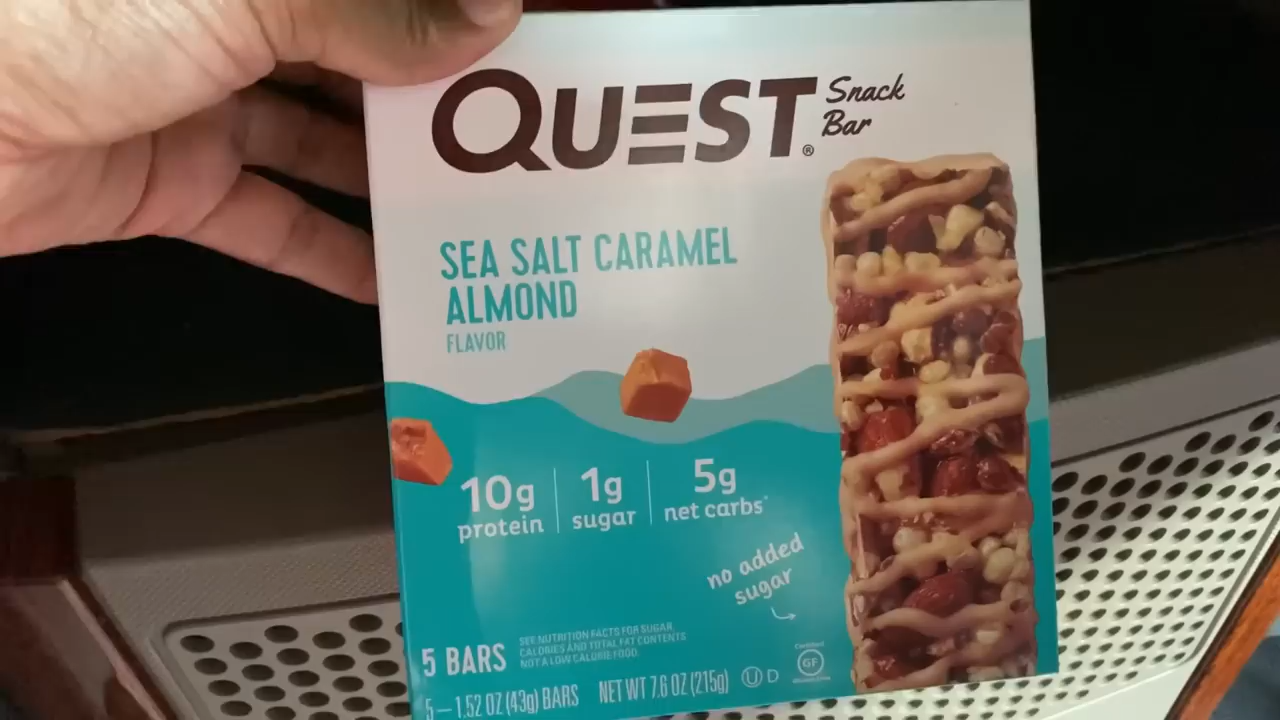 QUEST®
Snack
Bar
SEA SALT CARAMEL
ALMOND
FLAVOR
10g
protein
1g
sugar
5g
net carbs*
no added
sugar
5 BARS
SEE NUTRITION FACTS FOR SUGAR,
CALORIES AND TOTAL FAT CONTENTS.
NOT A LOW CALORIE FOOD.
5 – 1.52 OZ (43g) BARS NET WT 7.6 OZ (215g)
U D
Certified
GF